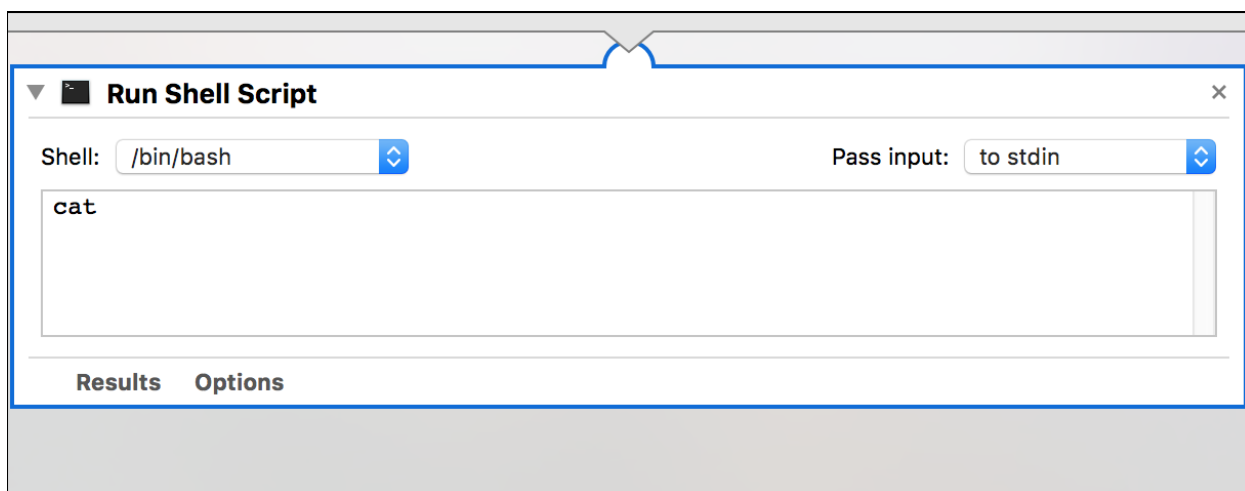 Run Shell Script
Shell: /bin/bash Pass input: to stdin
cat
Results Options